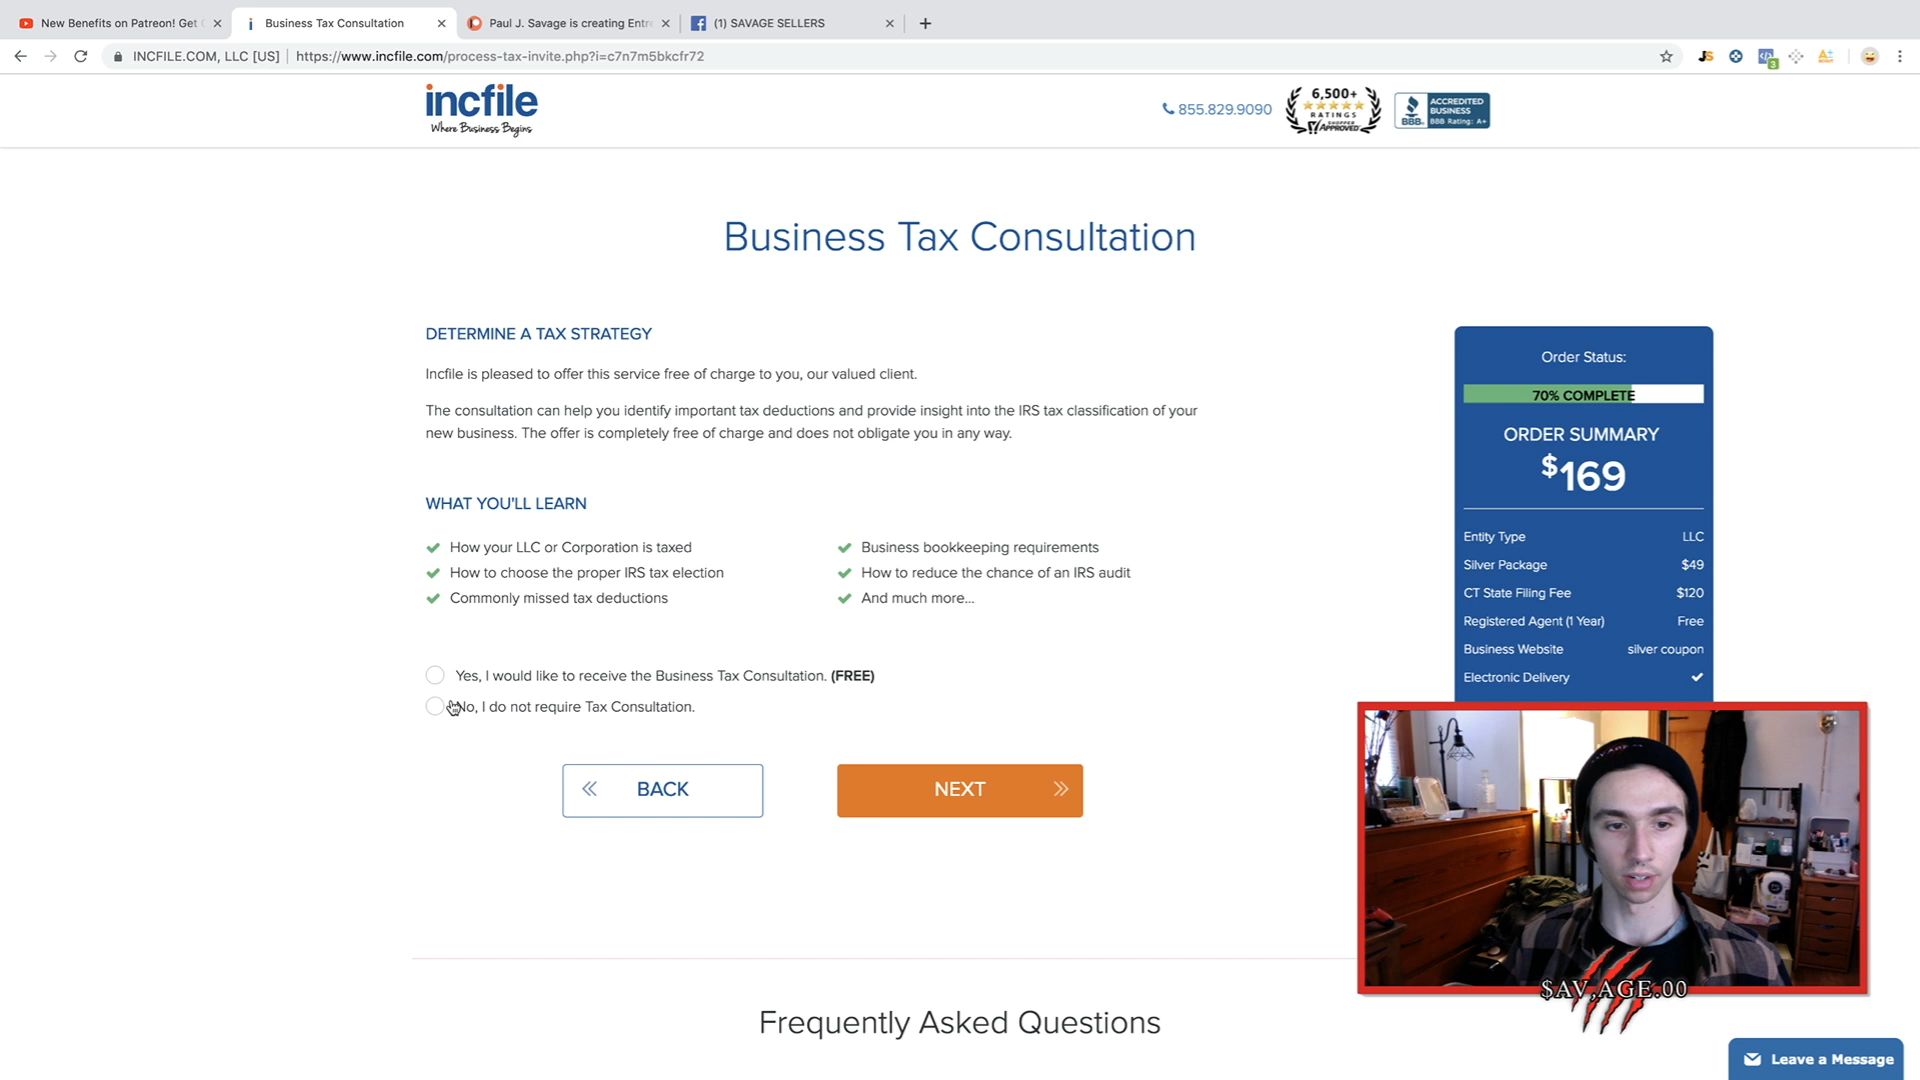 New Benefits on Patreon! Get
Business Tax Consultation
Paul J. Savage is creating Entr
(1) SAVAGE SELLERS
INCFILE.COM, LLC [US]
https://www.incfile.com/process-tax-invite.php?i=c7n7m5bkcfr72
JS
3
incfile
Where Business Begins
855.829.9090
6,500+
RATINGS
SHOPPER
APPROVED
BBB
ACCREDITED
BUSINESS
BBB Rating: A+
Business Tax Consultation
DETERMINE A TAX STRATEGY
Incfile is pleased to offer this service free of charge to you, our valued client.
The consultation can help you identify important tax deductions and provide insight into the IRS tax classification of your
new business. The offer is completely free of charge and does not obligate you in any way.
WHAT YOU'LL LEARN
How your LLC or Corporation is taxed
How to choose the proper IRS tax election
Commonly missed tax deductions
Business bookkeeping requirements
How to reduce the chance of an IRS audit
And much more...
Yes, I would like to receive the Business Tax Consultation. (FREE)
No, I do not require Tax Consultation.
BACK
NEXT
Order Status:
70% COMPLETE
ORDER SUMMARY
$169
Entity Type LLC
Silver Package $49
CT State Filing Fee $120
Registered Agent (1 Year) Free
Business Website silver coupon
Electronic Delivery
$AV,AGE.00
Frequently Asked Questions
Leave a Message